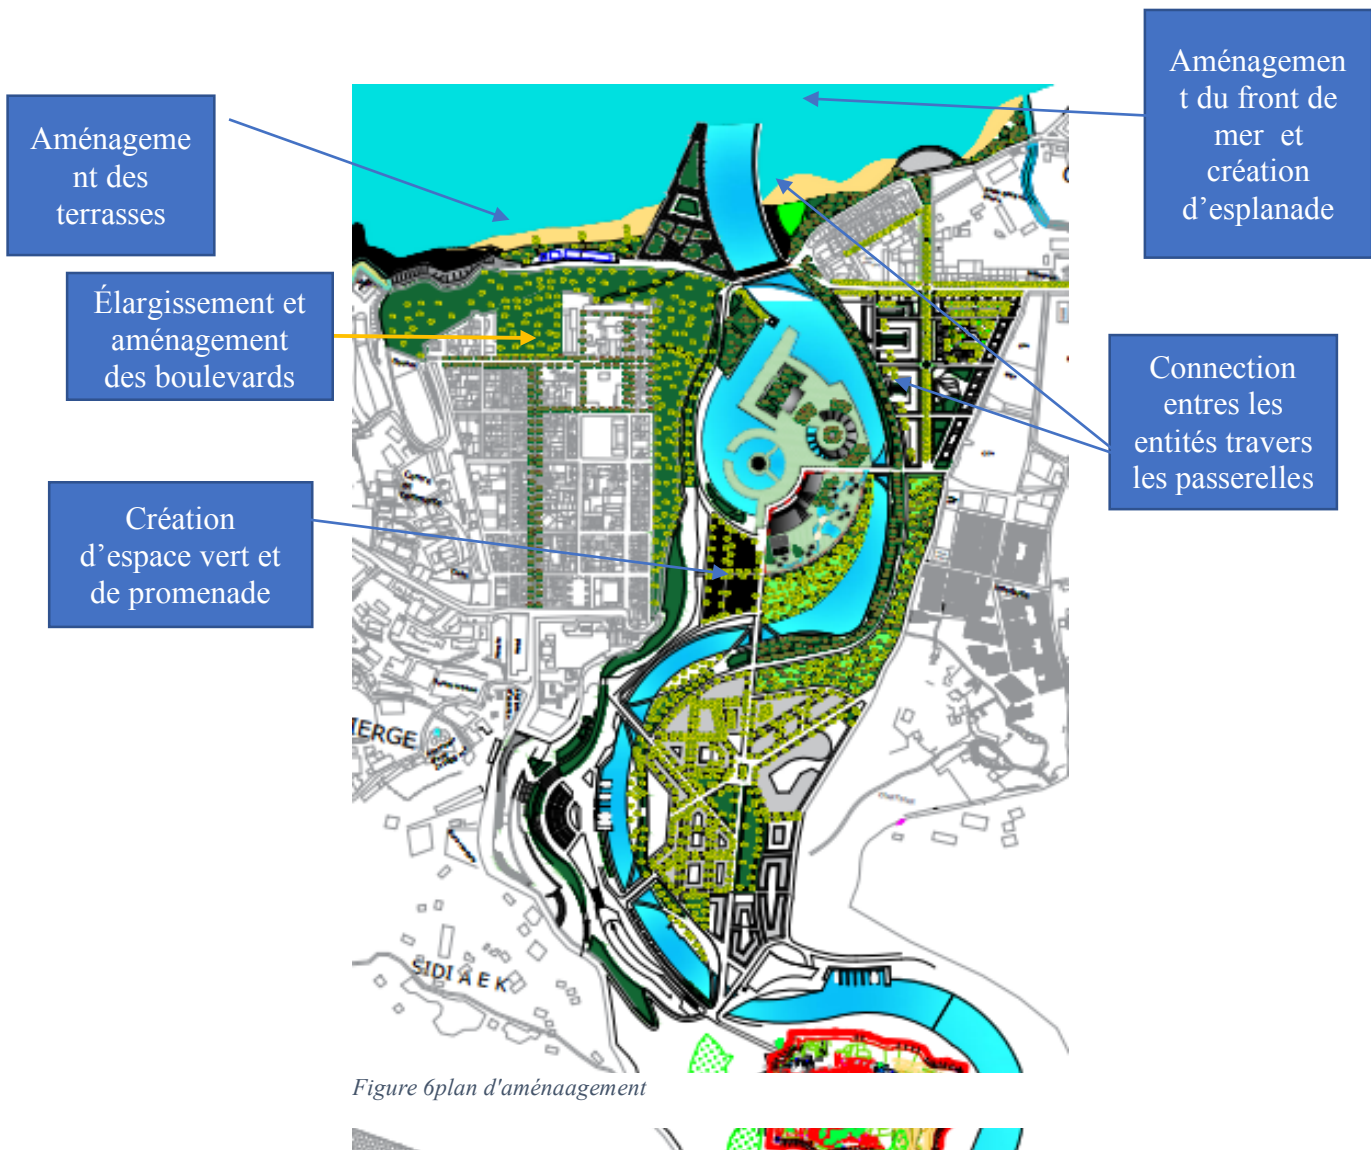 Aménagemen
t du front de
mer et
création
d’esplanade
Aménageme
nt des
terrasses
Élargissement et
aménagement
des boulevards
Connection
entres les
entités travers
les passerelles
Création
d’espace vert et
de promenade
IERGE
SIDI A E K
Figure 6plan d'aménaagement